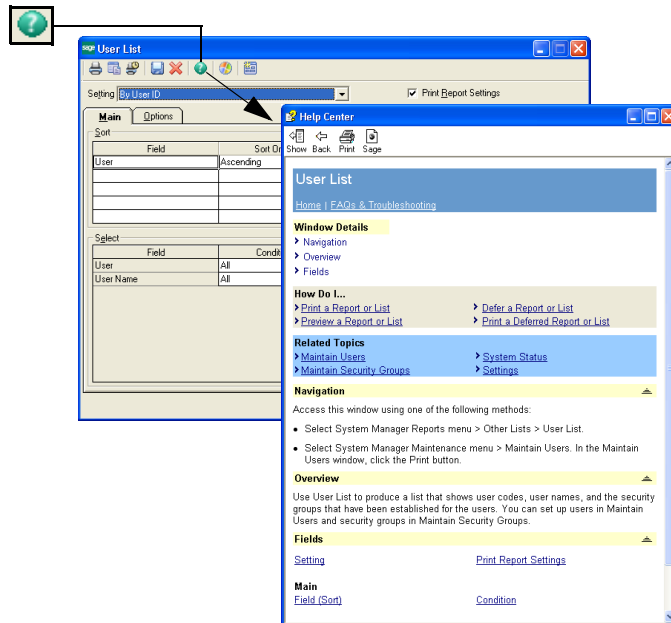 ?
sage User List
?
Setting By User ID
Print Report Settings
Main Options
Sort
Field Sort Or
User Ascending
Select
Field Condit
User All
User Name All
Help Center
Show Back Print Sage
User List
Home | FAQs & Troubleshooting
Window Details
Navigation
Overview
Fields
How Do I...
Print a Report or List Defer a Report or List
Preview a Report or List Print a Deferred Report or List
Related Topics
Maintain Users System Status
Maintain Security Groups Settings
Navigation
Access this window using one of the following methods:
• Select System Manager Reports menu > Other Lists > User List.
• Select System Manager Maintenance menu > Maintain Users. In the Maintain
Users window, click the Print button.
Overview
Use User List to produce a list that shows user codes, user names, and the security
groups that have been established for the users. You can set up users in Maintain
Users and security groups in Maintain Security Groups.
Fields
Setting Print Report Settings
Main
Field (Sort) Condition